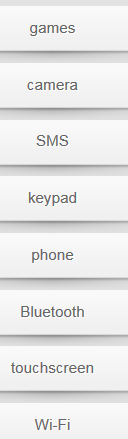 games
camera
SMS
keypad
phone
Bluetooth
touchscreen
Wi-Fi